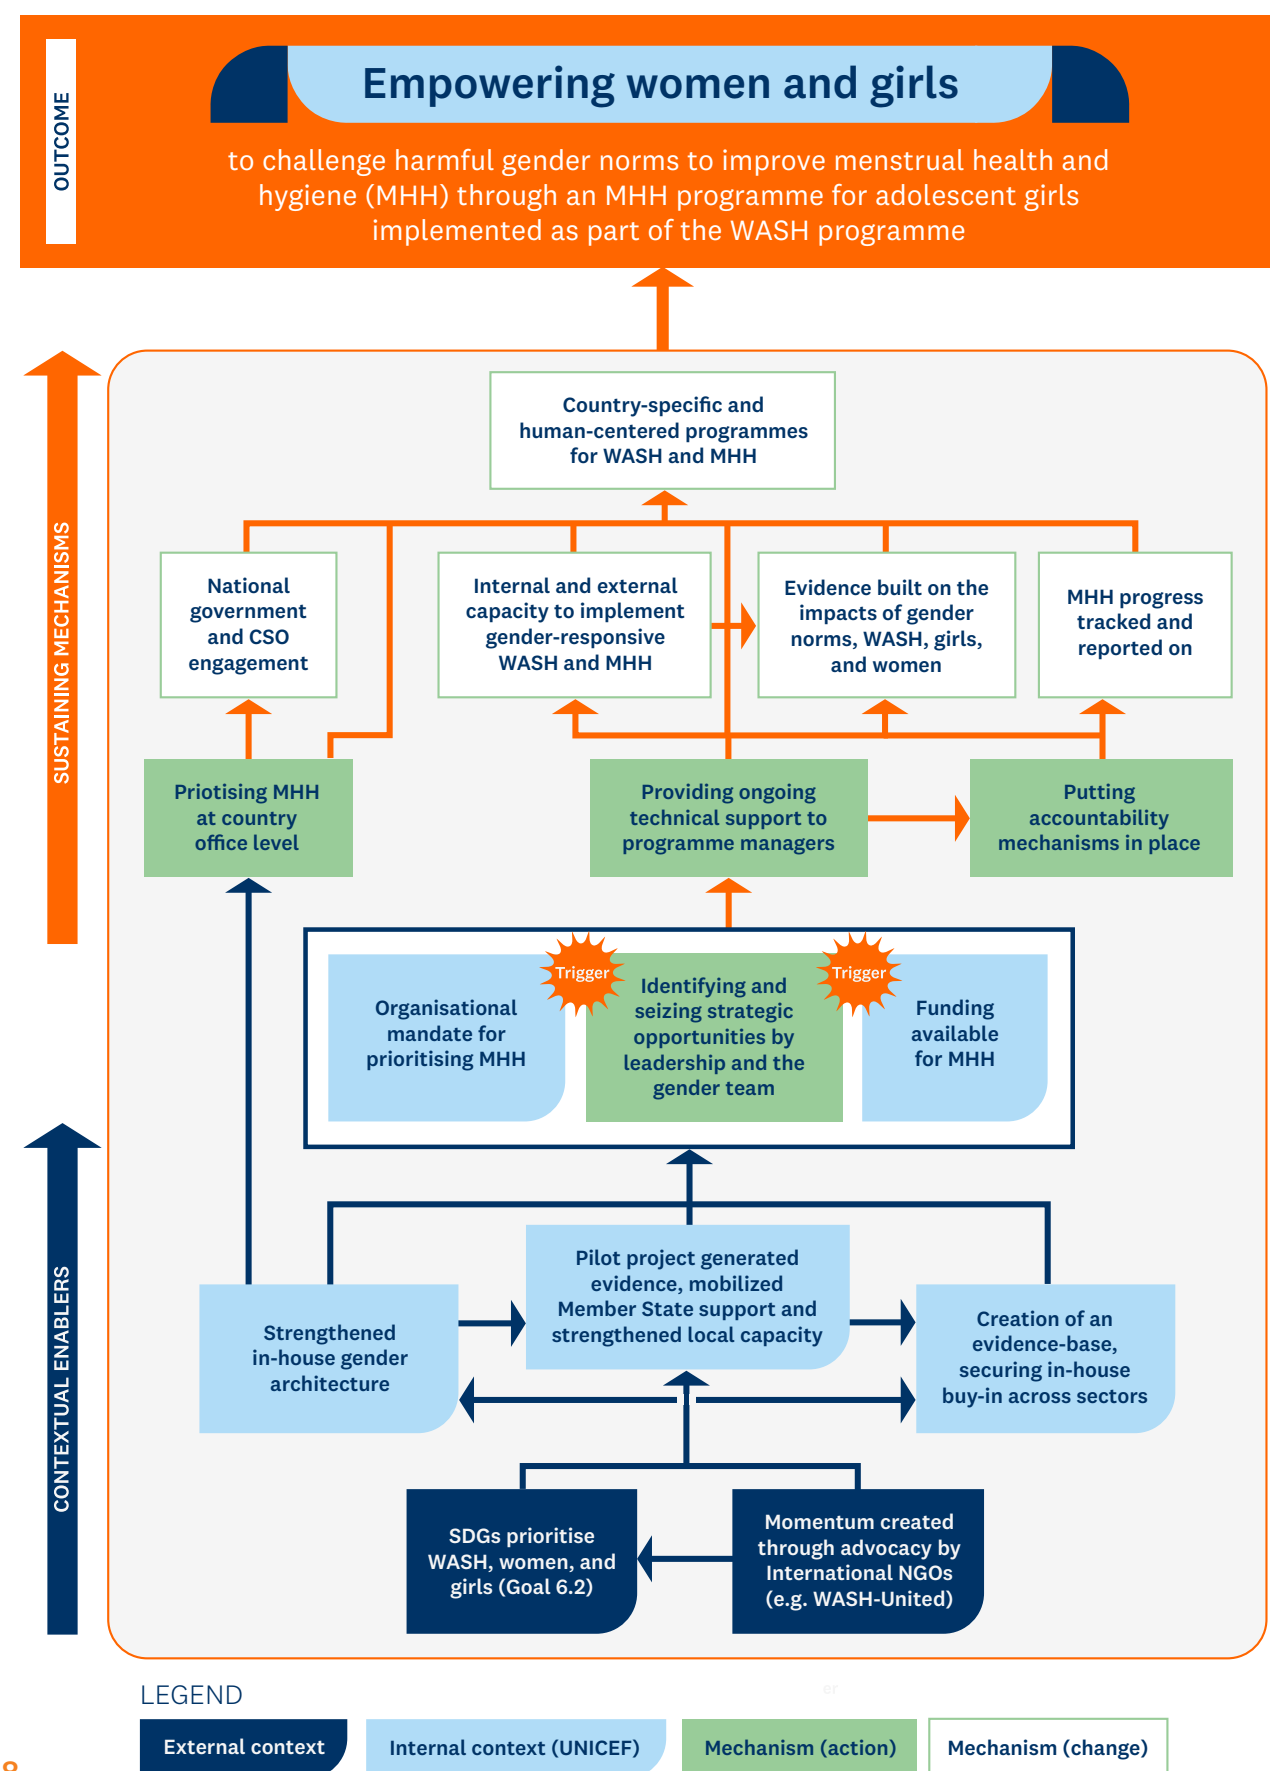 OUTCOME
Empowering women and girls
to challenge harmful gender norms to improve menstrual health and
hygiene (MHH) through an MHH programme for adolescent girls
implemented as part of the WASH programme
SUSTAINING MECHANISMS
Country-specific and
human-centered programmes
for WASH and MHH
National
government
and CSO
engagement
Internal and external
capacity to implement
gender-responsive
WASH and MHH
Evidence built on the
impacts of gender
norms, WASH, girls,
and women
MHH progress
tracked and
reported on
Priotising MHH
at country
office level
Providing ongoing
technical support to
programme managers
Putting
accountability
mechanisms in place
Organisational
mandate for
prioritising MHH
Trigger
Identifying and
seizing strategic
opportunities by
leadership and the
gender team
Trigger
Funding
available
for MHH
CONTEXTUAL ENABLERS
Strengthened
in-house gender
architecture
Pilot project generated
evidence, mobilized
Member State support and
strengthened local capacity
Creation of an
evidence-base,
securing in-house
buy-in across sectors
SDGs prioritise
WASH, women, and
girls (Goal 6.2)
Momentum created
through advocacy by
International NGOs
(e.g. WASH-United)
er
LEGEND
External context
Internal context (UNICEF)
Mechanism (action)
Mechanism (change)